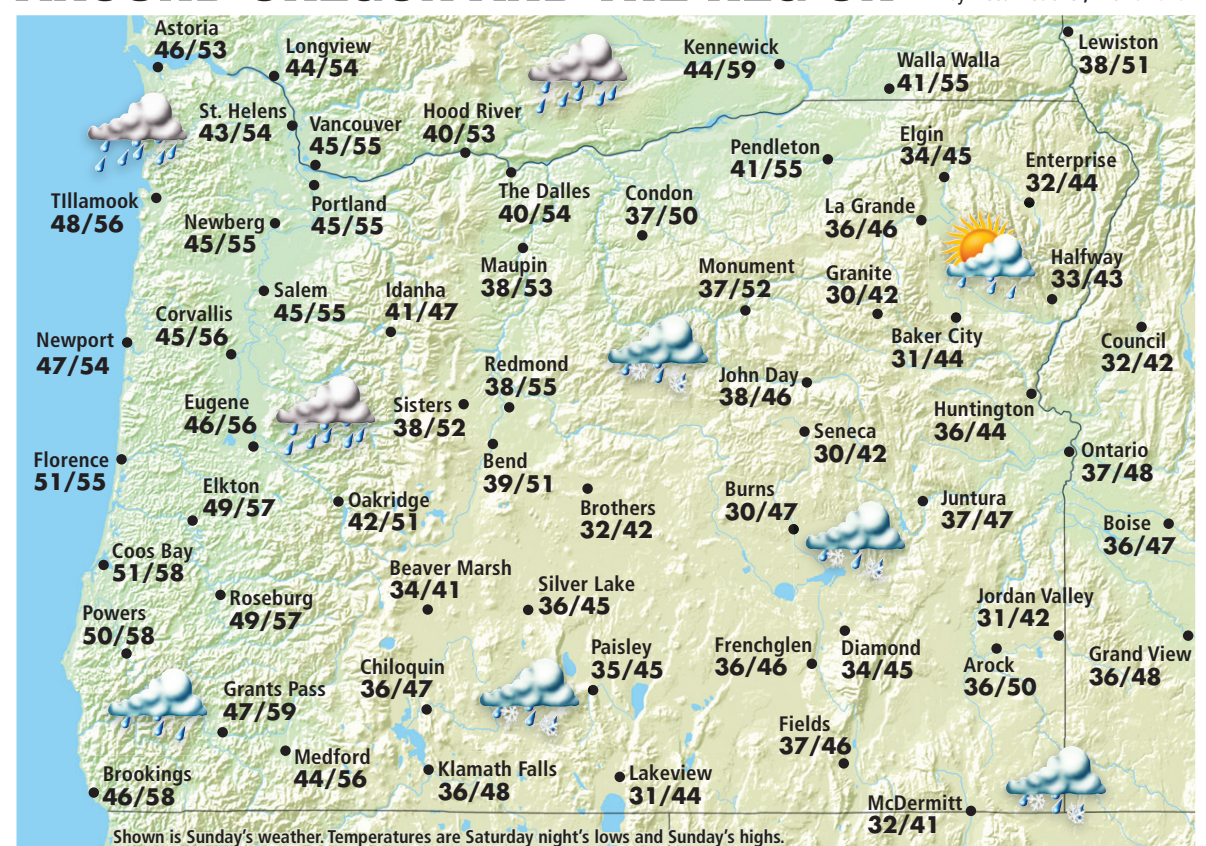 Astoria
46/53
Longview
44/54
Kennewick
44/59
Walla Walla
41/55
Lewiston
38/51
St. Helens
43/54
Vancouver
45/55
Hood River
40/53
Pendleton
41/55
Elgin
34/45
Enterprise
32/44
TIllamook
48/56
Newberg
45/55
Portland
45/55
The Dalles
40/54
Condon
37/50
La Grande
36/46
Maupin
38/53
Monument
37/52
Granite
30/42
Halfway
33/43
Salem
45/55
Idanha
41/47
Corvallis
45/56
Newport
47/54
Baker City
31/44
Council
32/42
Redmond
38/55
John Day
38/46
Eugene
46/56
Sisters
38/52
Huntington
36/44
Seneca
30/42
Florence
51/55
Bend
39/51
Ontario
37/48
Elkton
49/57
Oakridge
42/51
Brothers
32/42
Burns
30/47
Juntura
37/47
Boise
36/47
Coos Bay
51/58
Beaver Marsh
34/41
Silver Lake
36/45
Roseburg
49/57
Jordan Valley
31/42
Powers
50/58
Paisley
35/45
Frenchglen
36/46
Diamond
34/45
Arock
36/50
Grand View
36/48
Chiloquin
36/47
Grants Pass
47/59
Fields
37/46
Medford
44/56
Klamath Falls
36/48
Lakeview
31/44
Brookings
46/58
McDermitt
32/41
Shown is Sunday's weather. Temperatures are Saturday night's lows and Sunday's highs.